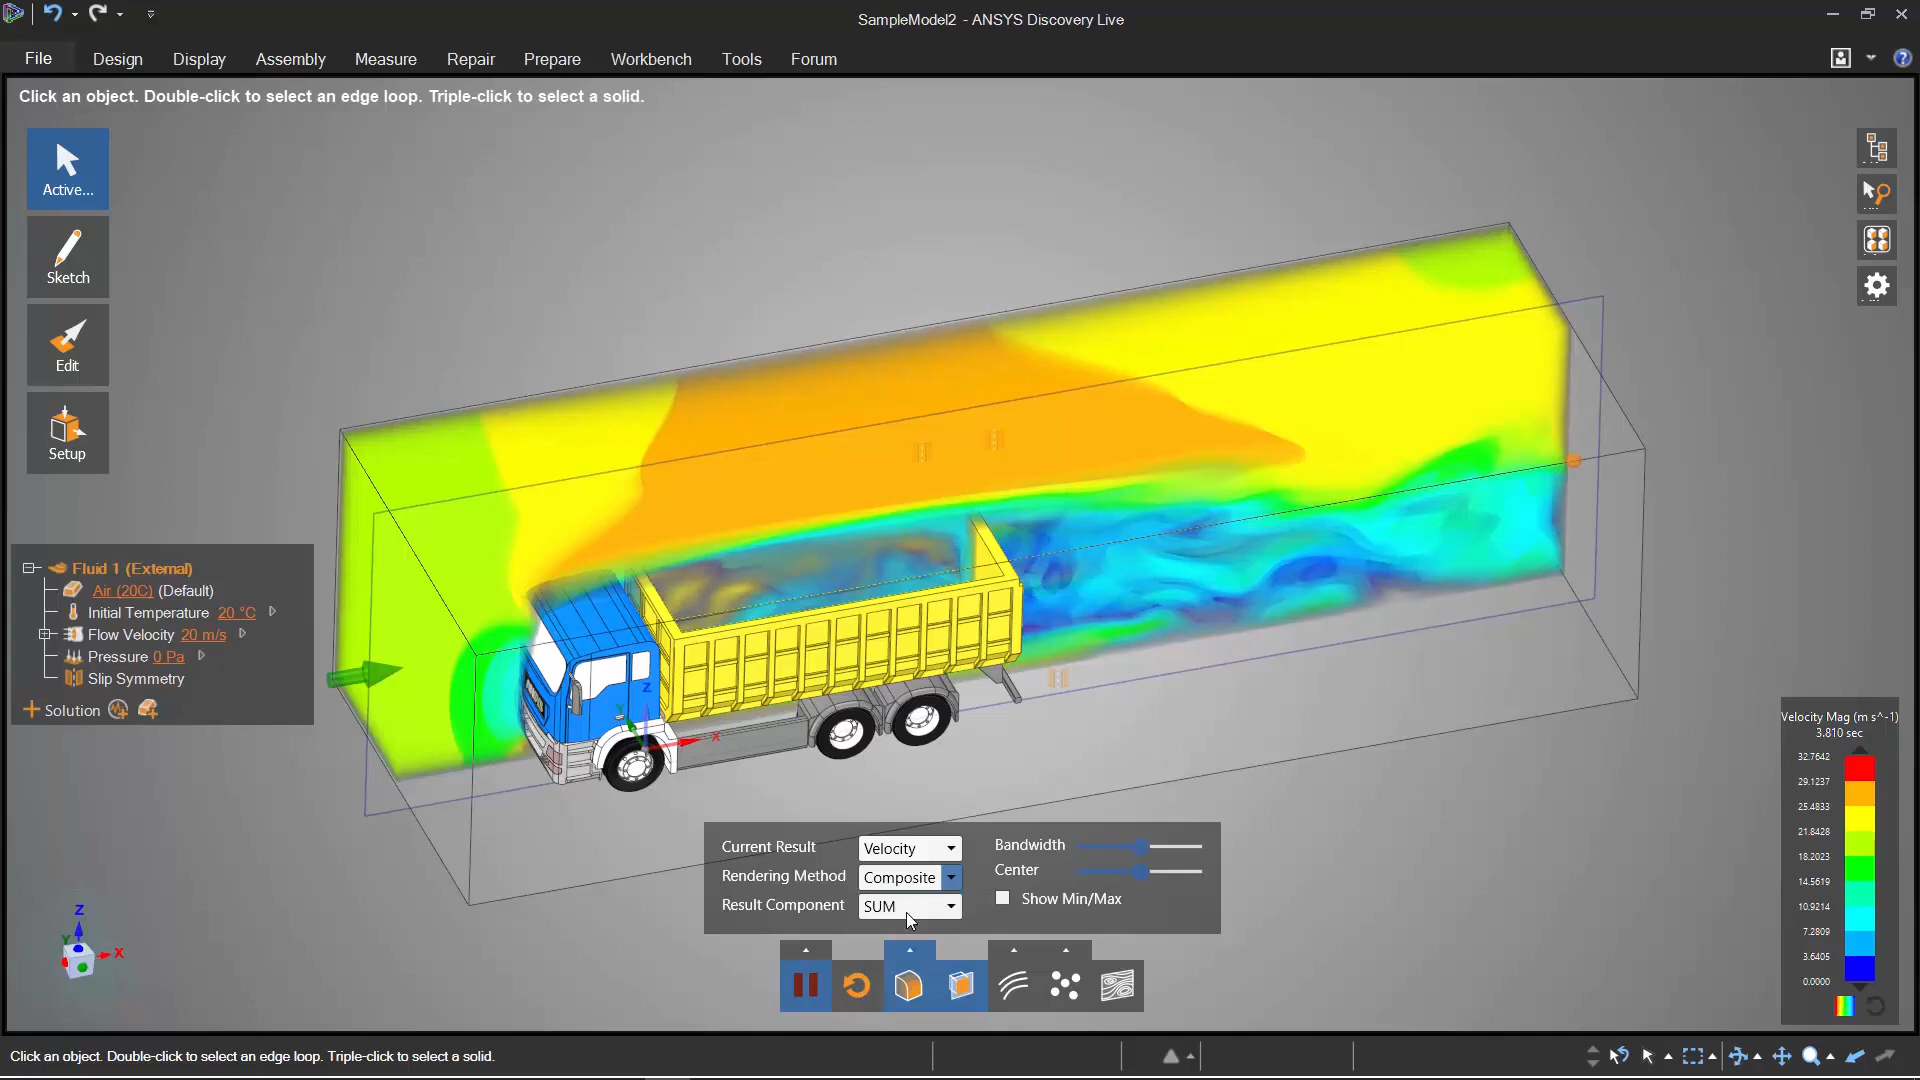 SampleModel2 - ANSYS Discovery Live
File Design Display Assembly Measure Repair Prepare Workbench Tools Forum
Click an object. Double-click to select an edge loop. Triple-click to select a solid.
Active...
Sketch
Edit
Setup
Fluid 1 (External)
Air (20C) (Default)
Initial Temperature 20 °C
Flow Velocity 20 m/s
Pressure 0 Pa
Slip Symmetry
Solution
Z
Y
X
Velocity Mag (m s^-1)
3.810 sec
32.7642
29.1237
25.4833
21.8428
18.2023
14.5619
10.9214
7.2809
3.6405
0.0000
Current Result Velocity
Rendering Method Composite
Result Component SUM
Bandwidth
Center
Show Min/Max
Z
Y
X
Click an object. Double-click to select an edge loop. Triple-click to select a solid.